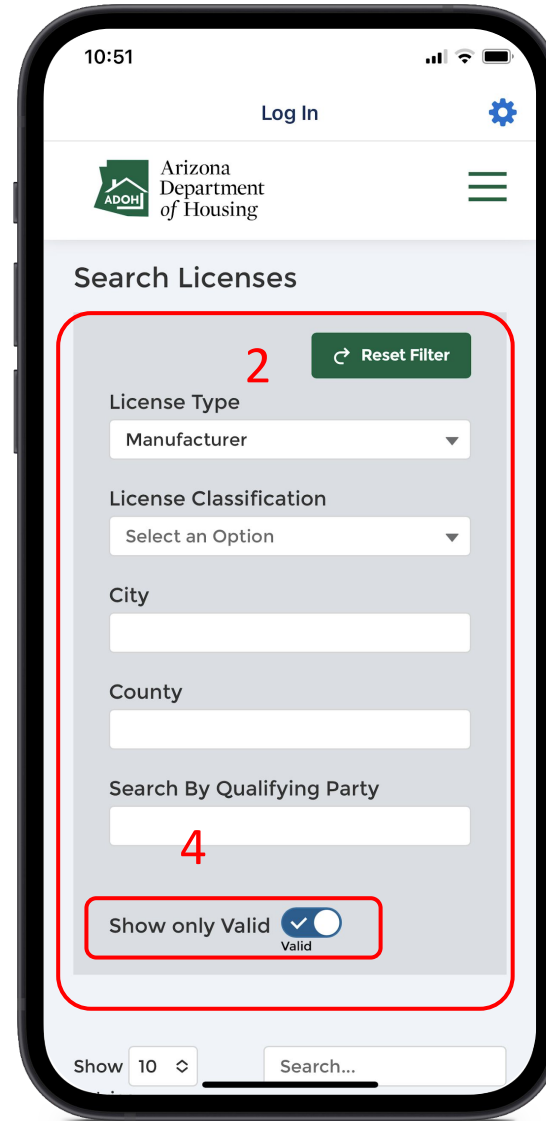 10:51
Log In
ADOH
Arizona
Department
of Housing
Search Licenses
2
Reset Filter
License Type
Manufacturer
License Classification
Select an Option
City
County
Search By Qualifying Party
4
Show only Valid
Valid
Show 10 Search...